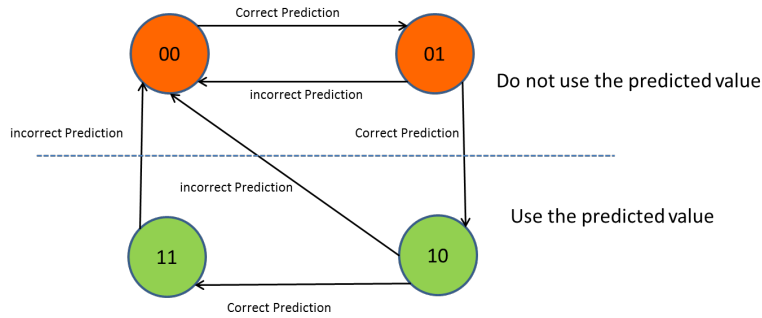 Correct Prediction
00
01
incorrect Prediction
Do not use the predicted value
incorrect Prediction
Correct Prediction
incorrect Prediction
Use the predicted value
11
10
Correct Prediction